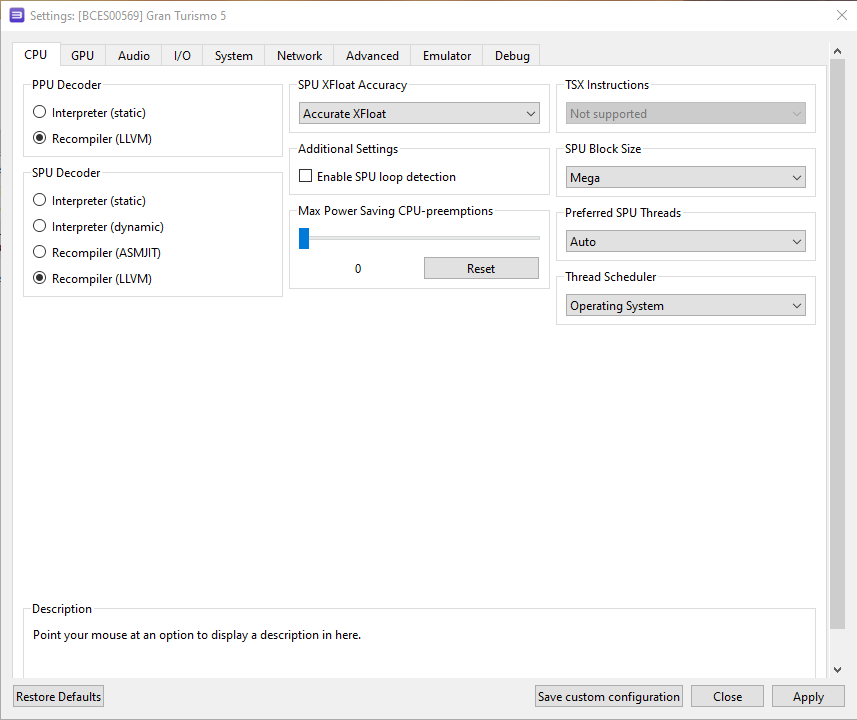 Settings: [BCES00569] Gran Turismo 5
CPU GPU Audio I/O System Network Advanced Emulator Debug
PPU Decoder
Interpreter (static)
Recompiler (LLVM)
SPU Decoder
Interpreter (static)
Interpreter (dynamic)
Recompiler (ASMJIT)
Recompiler (LLVM)
SPU XFloat Accuracy
Accurate XFloat
Additional Settings
Enable SPU loop detection
Max Power Saving CPU-preemptions
0 Reset
TSX Instructions
Not supported
SPU Block Size
Mega
Preferred SPU Threads
Auto
Thread Scheduler
Operating System
Description
Point your mouse at an option to display a description in here.
Restore Defaults Save custom configuration Close Apply